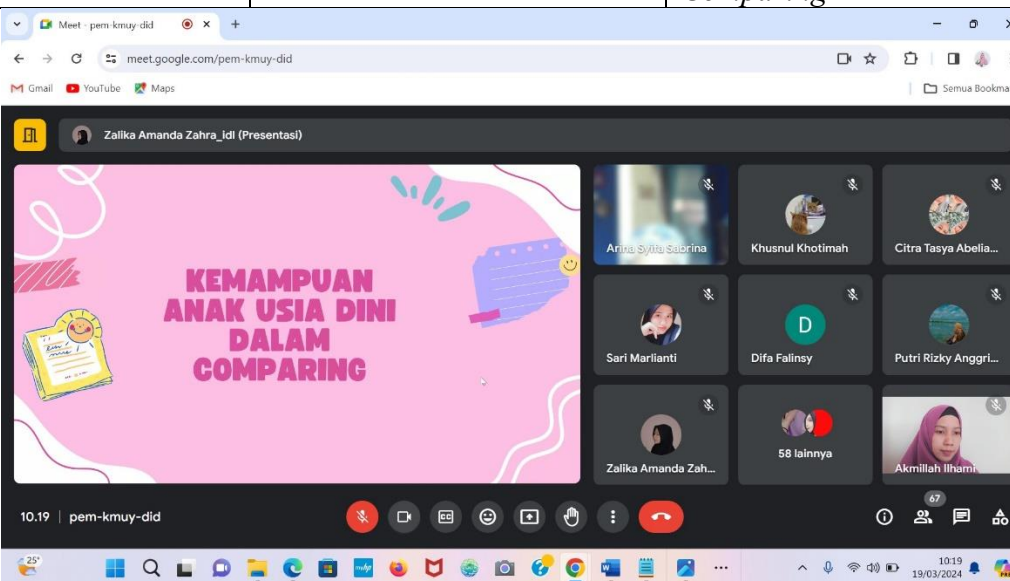 Comparing
Meet - pem-kmuy-did
meet.google.com/pem-kmuy-did
Gmail YouTube Maps
Semua Bookma
Zalika Amanda Zahra_idl (Presentasi)
KEMAMPUAN
ANAK USIA DINI
DALAM
COMPARING
Arina Syifa Sabrina
Khusnul Khotimah
Citra Tasya Abelia...
Sari Marlianti
D
Difa Falinsy
Putri Rizky Anggri...
Zalika Amanda Zah...
58 lainnya
Akmillah Ilhami
10.19 | pem-kmuy-did
67
25°
10:19
19/03/2024